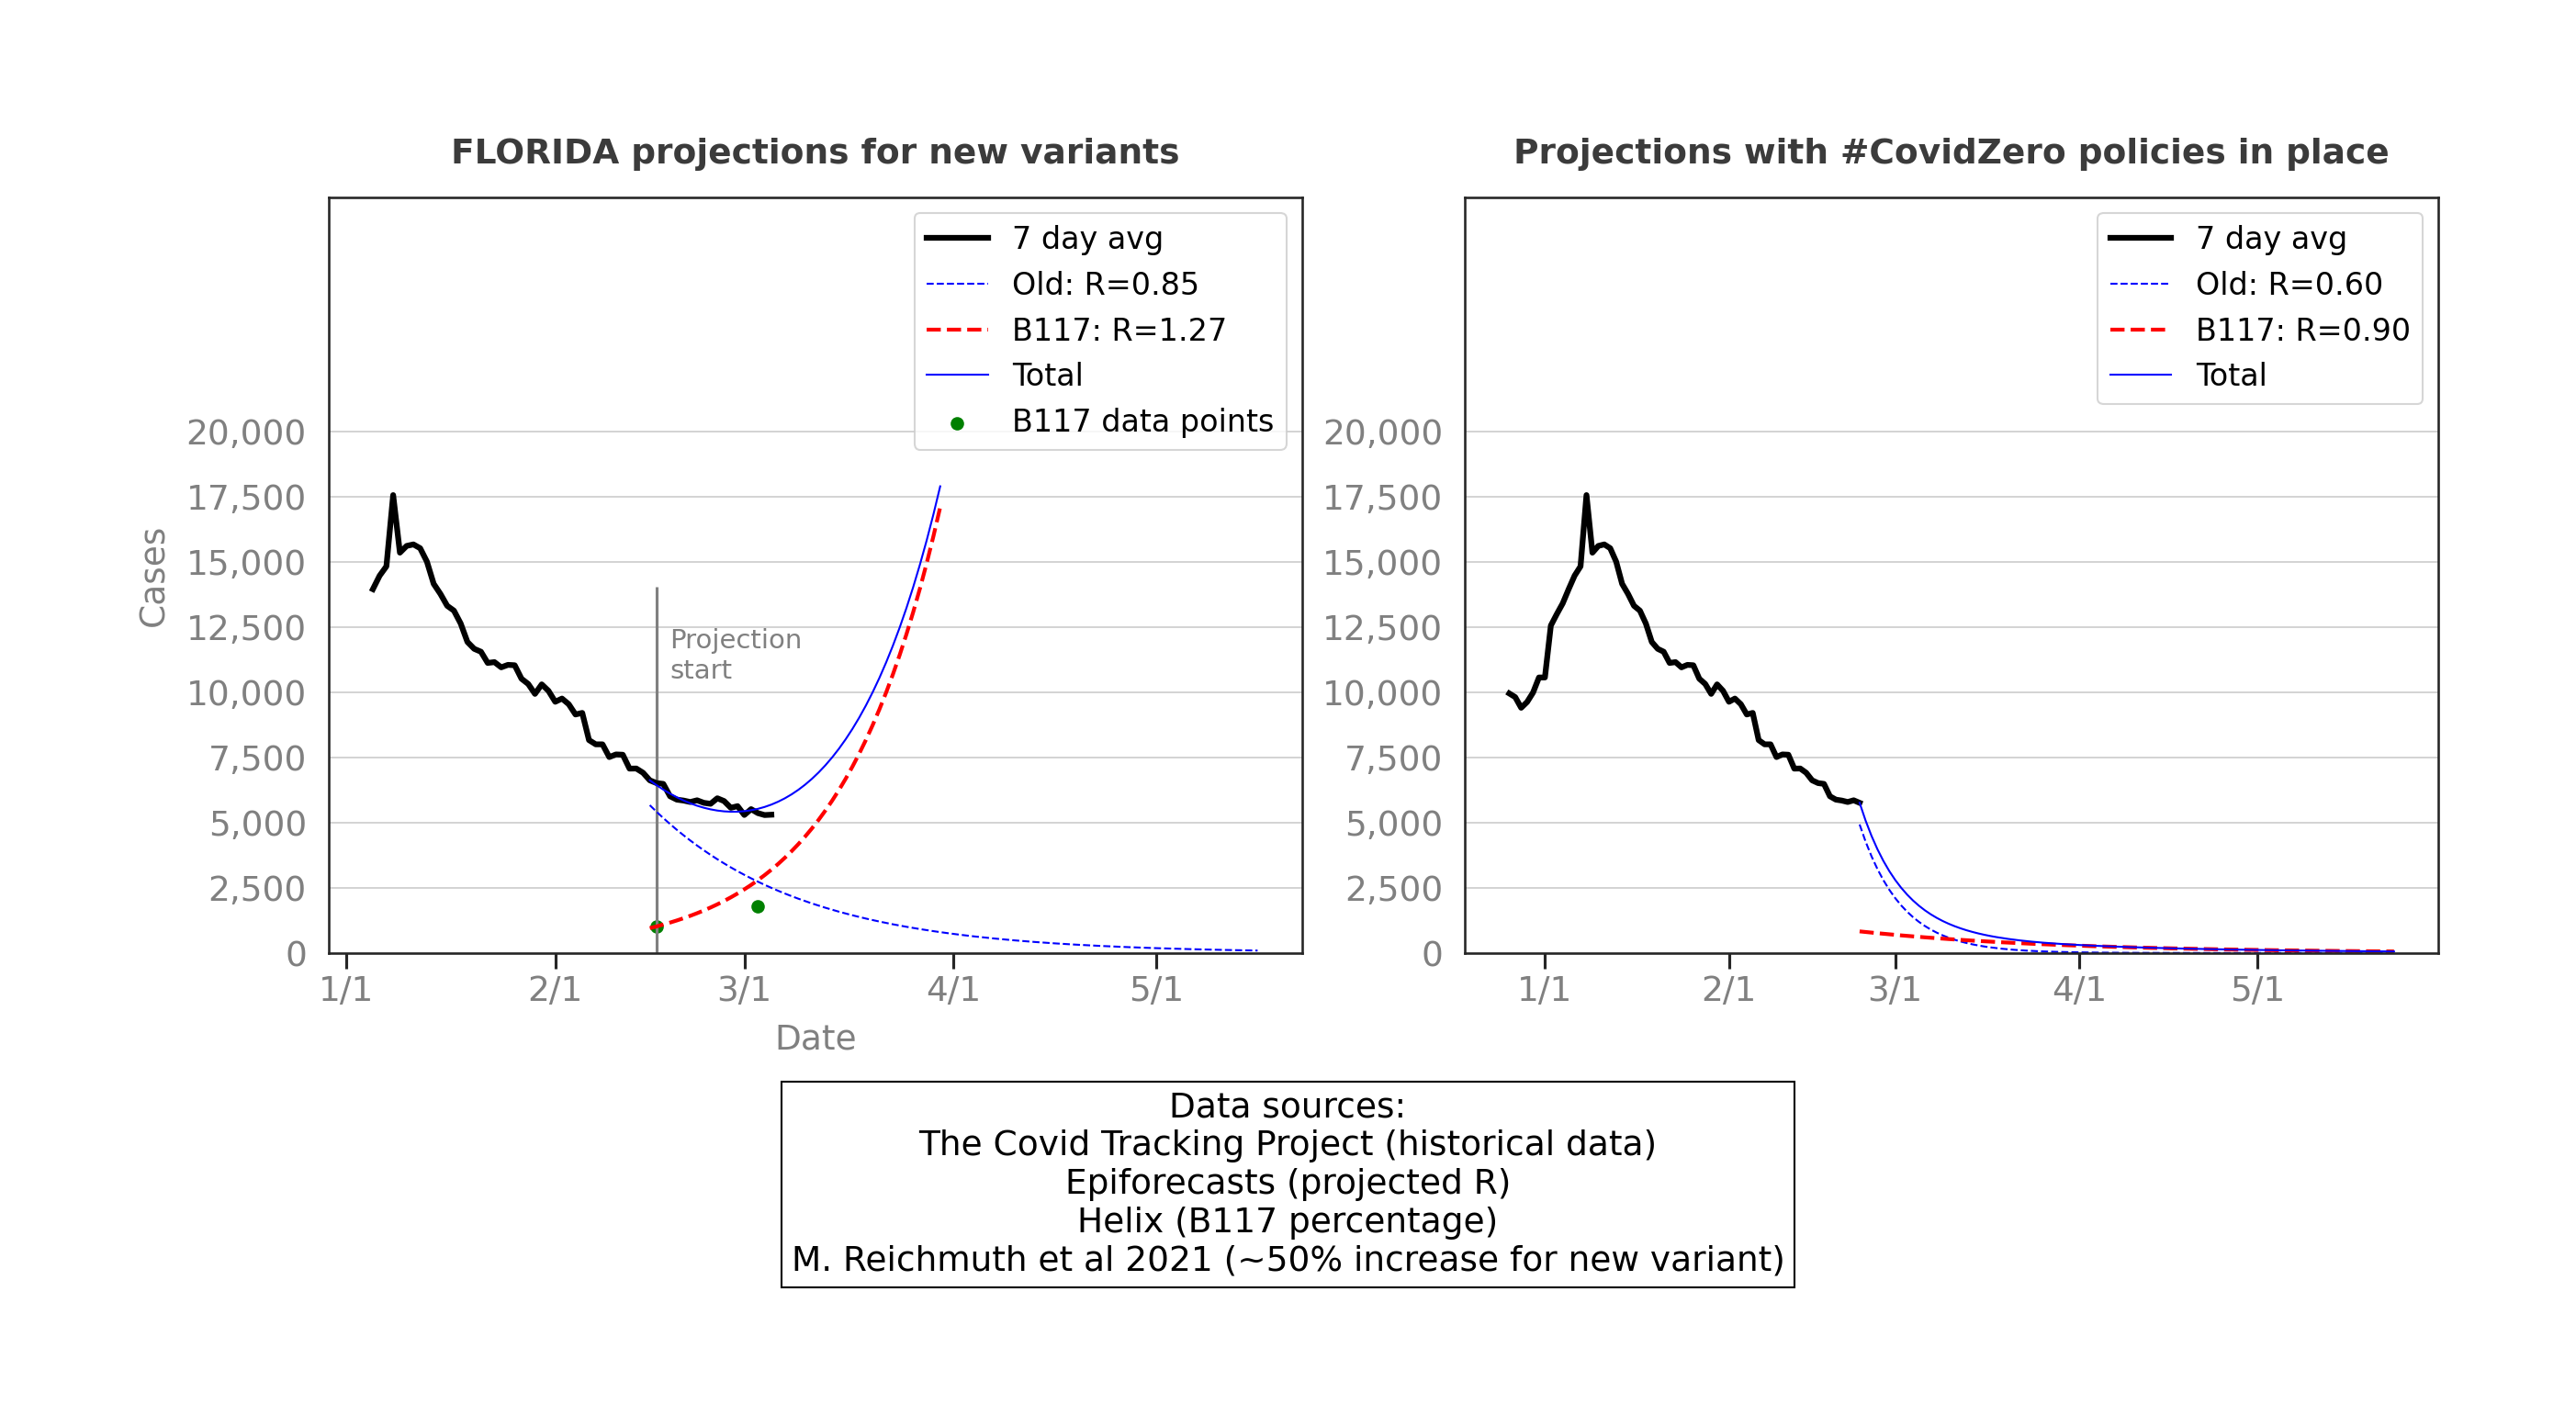 FLORIDA projections for new variants
7 day avg
Old: R=0.85
B117: R=1.27
Total
B117 data points
20,000
17,500
15,000
12,500
10,000
7,500
5,000
2,500
0
Cases
Projection
start
1/1
2/1
3/1
4/1
5/1
Date
Projections with #CovidZero policies in place
7 day avg
Old: R=0.60
B117: R=0.90
Total
20,000
17,500
15,000
12,500
10,000
7,500
5,000
2,500
0
1/1
2/1
3/1
4/1
5/1
Data sources:
The Covid Tracking Project (historical data)
Epiforecasts (projected R)
Helix (B117 percentage)
M. Reichmuth et al 2021 (~50% increase for new variant)